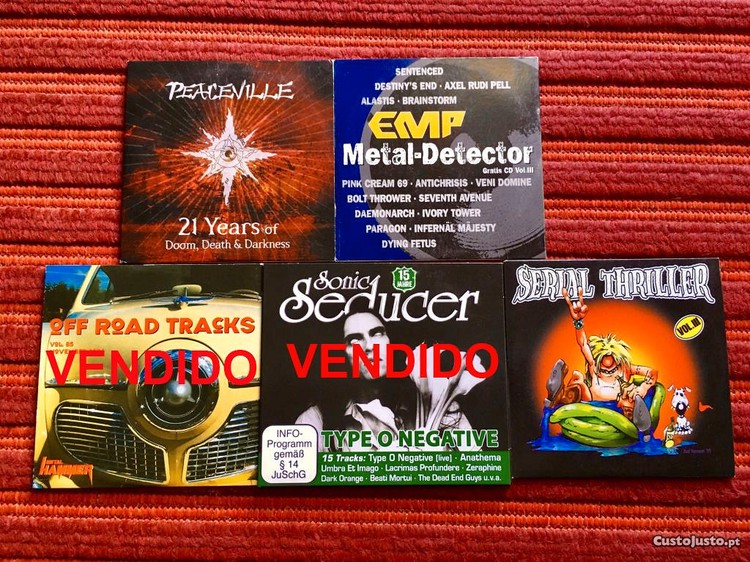 PEACEVILLE
21 Years of
Doom, Death & Darkness
SENTENCED
DESTINY'S END · AXEL RUDI PELL
ALASTIS · BRAINSTORM
EMP
Metal-Detector
Gratis CD Vol.III
PINK CREAM 69 · ANTICHRISIS · VENI DOMINE
BOLT THROWER · SEVENTH AVENUE
DAEMONARCH · IVORY TOWER
PARAGON · INFERNÄL MÄJESTY
DYING FETUS
OFF ROAD TRACKS
VENDIDO
METAL HAMMER
Sonic
Seducer
15
JAHRE
VENDIDO
INFO-
Programm
gemäß
§ 14
JuSchG
TYPE O NEGATIVE
15 Tracks: Type O Negative [live] · Anathema
Umbra Et Imago · Lacrimas Profundere · Zeraphine
Dark Orange · Beati Mortui · The Dead End Guys u.v.a.
SERIAL THRILLER
VOL. III
CustoJusto.pt